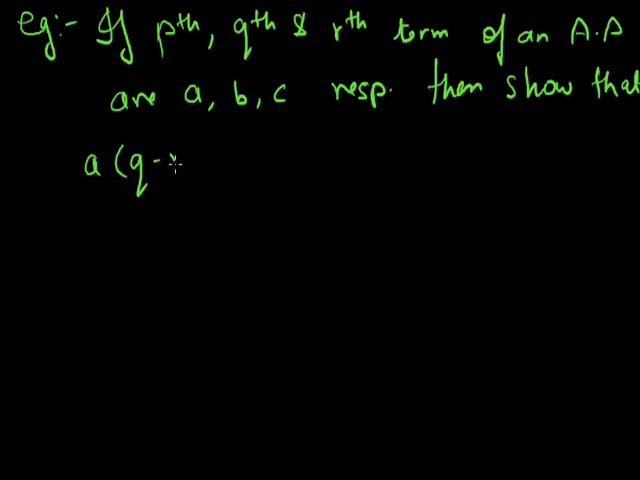 eg:- If pth, qth & rth term of an A.P
are a, b, c resp. then show that
a (q -